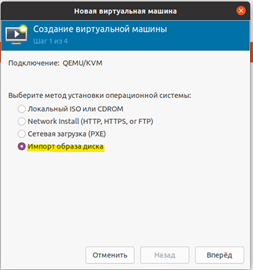 Новая виртуальная машина
Создание виртуальной машины
Шаг 1 из 4
Подключение: QEMU/KVM
Выберите метод установки операционной системы:
Локальный ISO или CDROM
Network Install (HTTP, HTTPS, or FTP)
Сетевая загрузка (PXE)
Импорт образа диска
Отменить Назад Вперёд